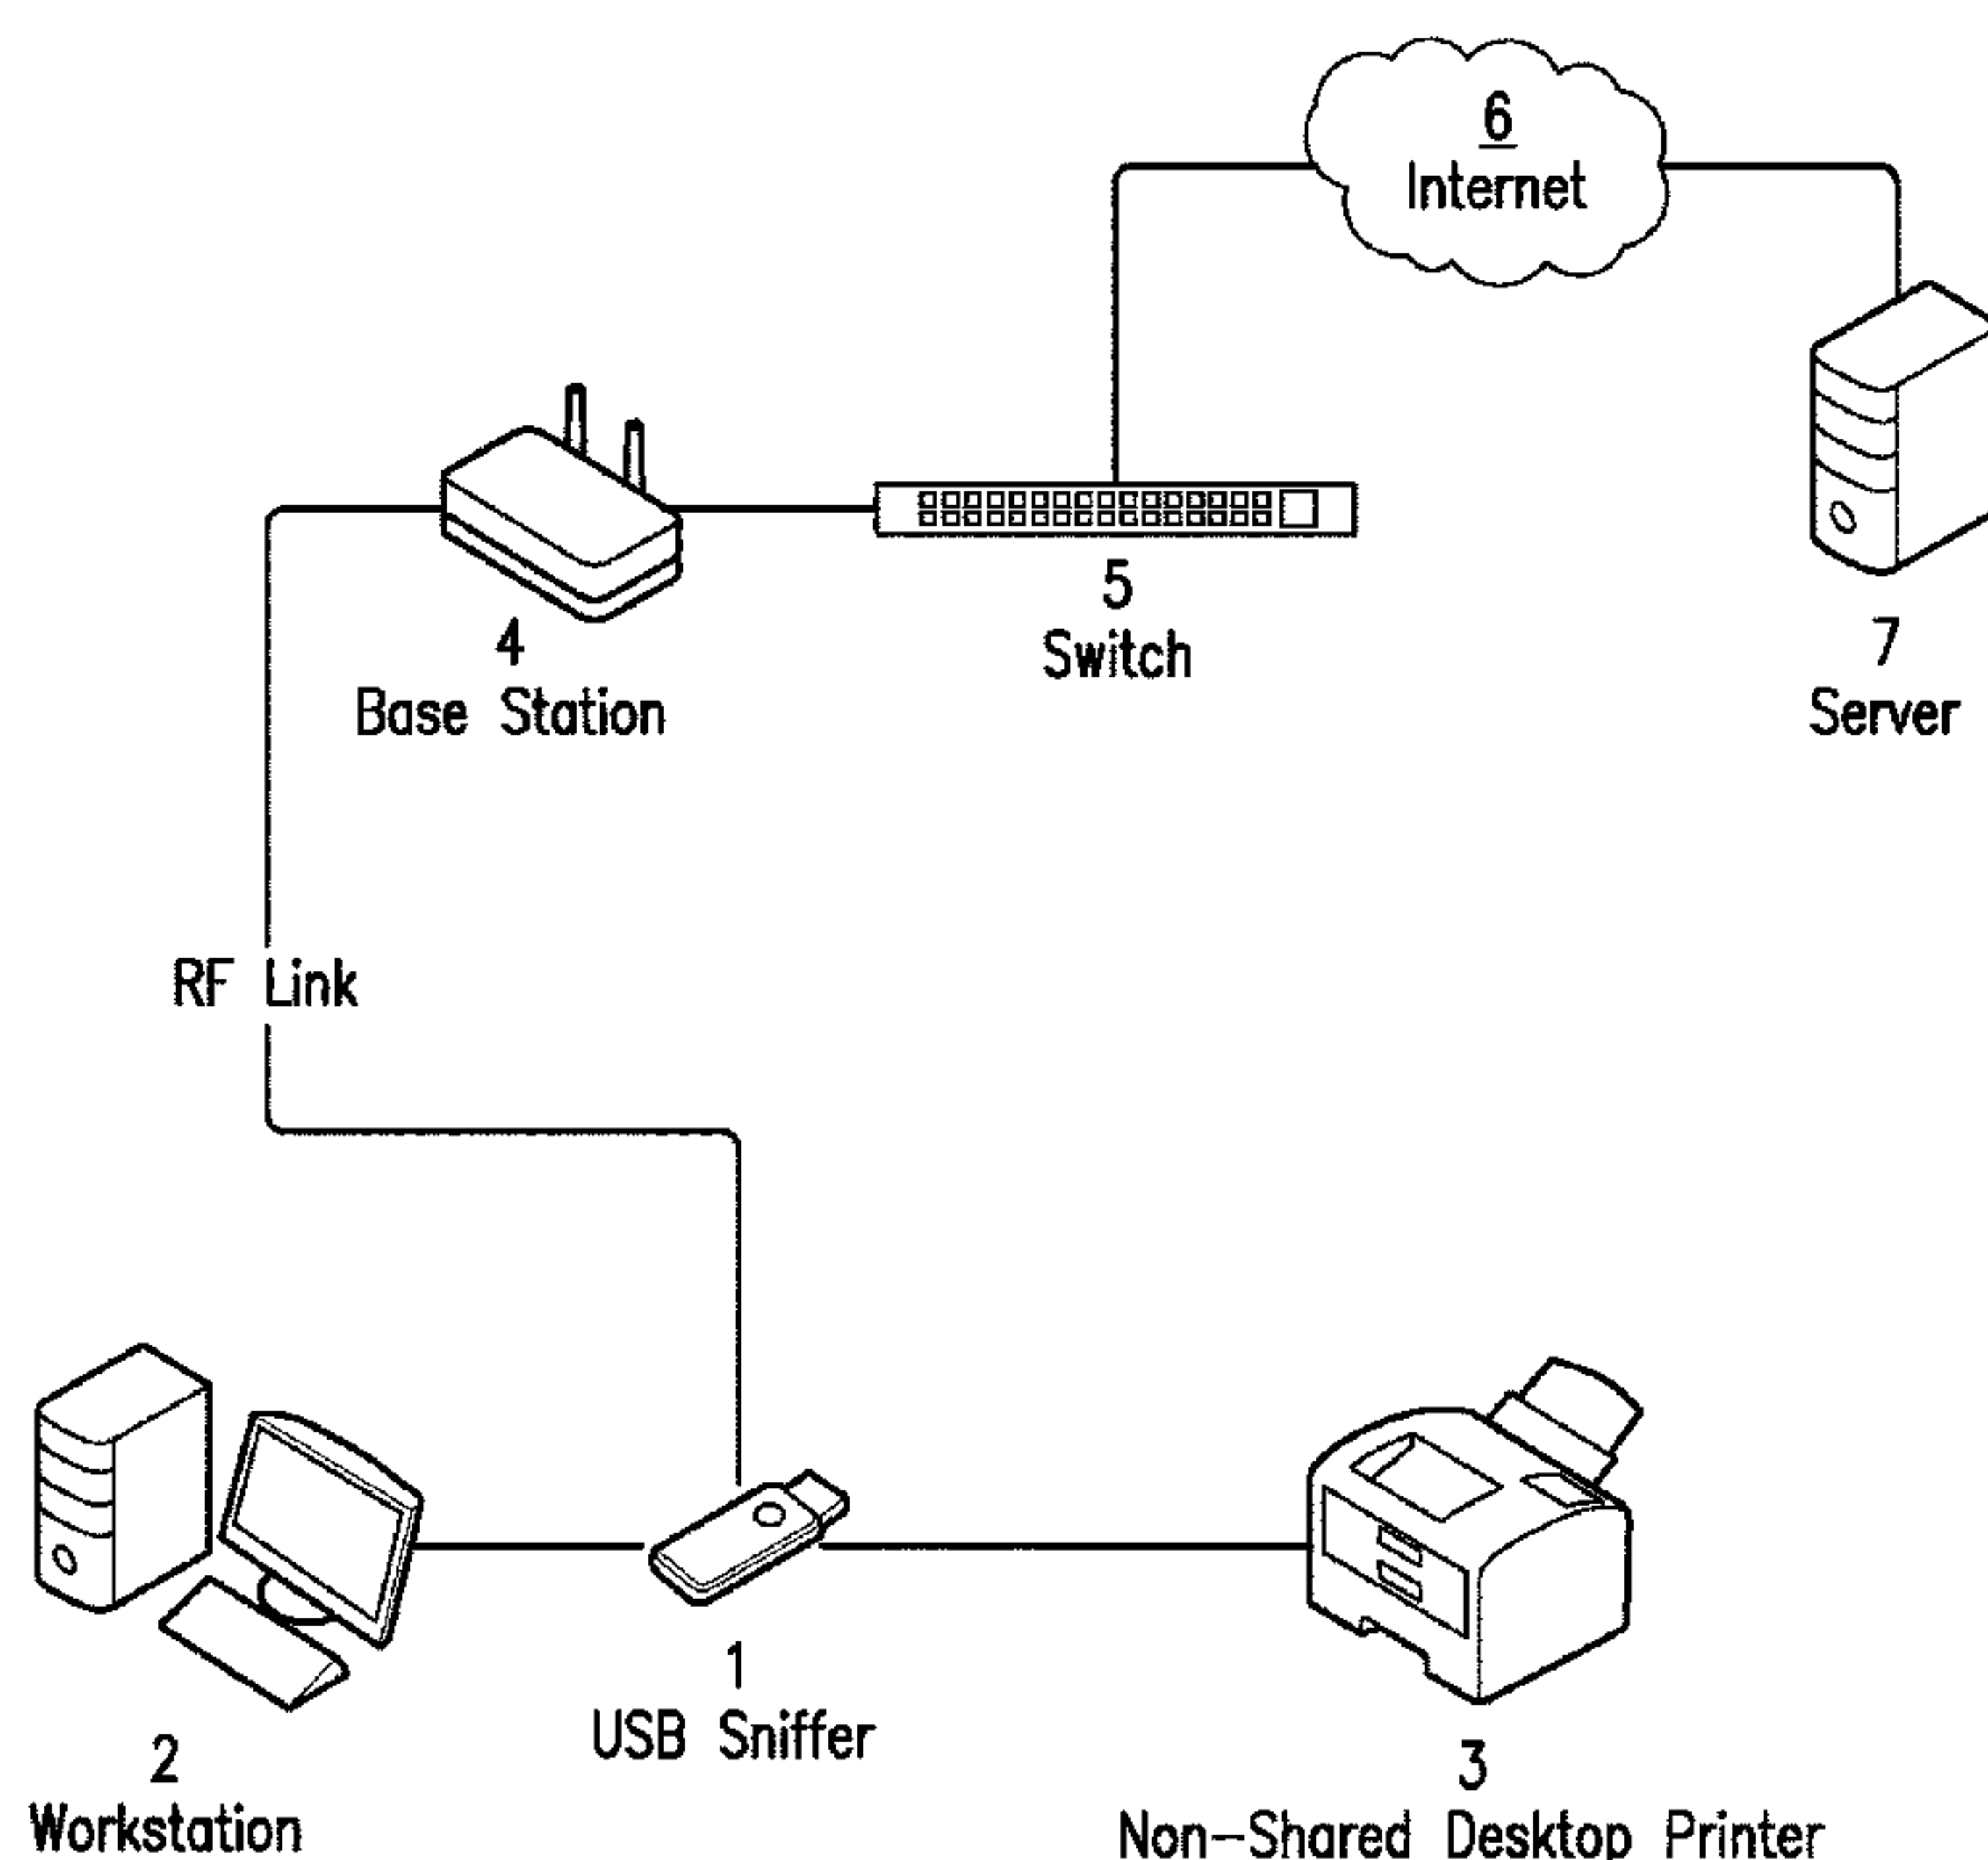 6
Internet
5
Switch
4
Base Station
7
Server
RF Link
1
USB Sniffer
2
Workstation
3
Non-Shared Desktop Printer